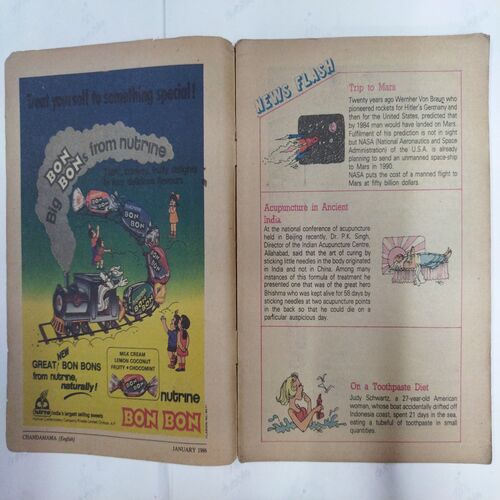 Treat yourself to something special!
Big BON BON, from nutrine
GREAT NEW BON BONS
from nutrine,
naturally!
MILK CREAM
LEMON COCONUT
FRUITY • CHOCOMINT
BON BON
nutrine
BON BON
nutrine
India's largest selling sweets
CHANDAMAMA (English)
JANUARY 1988
NEWS FLASH
Trip to Mars
Twenty years ago Wernher Von Braun who
pioneered rockets for Hitler's Germany and
then for the United States, predicted that
by 1984 man would have landed on Mars.
Fulfilment of his prediction is not in sight
but NASA (National Aeronautics and Space
Administration) of the U.S.A. is already
planning to send an unmanned space-ship
to Mars in 1990.
NASA puts the cost of a manned flight to
Mars at fifty billion dollars.
Acupuncture in Ancient
India
At the national conference of acupuncture
held in Beijing recently, Dr. P.K. Singh,
Director of the Indian Acupuncture Centre,
Allahabad, said that the art of curing by
sticking little needles in the body originated
in India and not in China. Among many
instances of this formula of treatment he
presented one that was of the great hero
Bhishma who was kept alive for 58 days by
sticking needles at two acupuncture points
in the back so that he could die on a
particular auspicious day.
On a Toothpaste Diet
Judy Schwartz, a 27-year-old American
woman, whose boat accidentally drifted off
Indonesia coast, spent 21 days in the sea,
eating a tubeful of toothpaste in small
quantities.